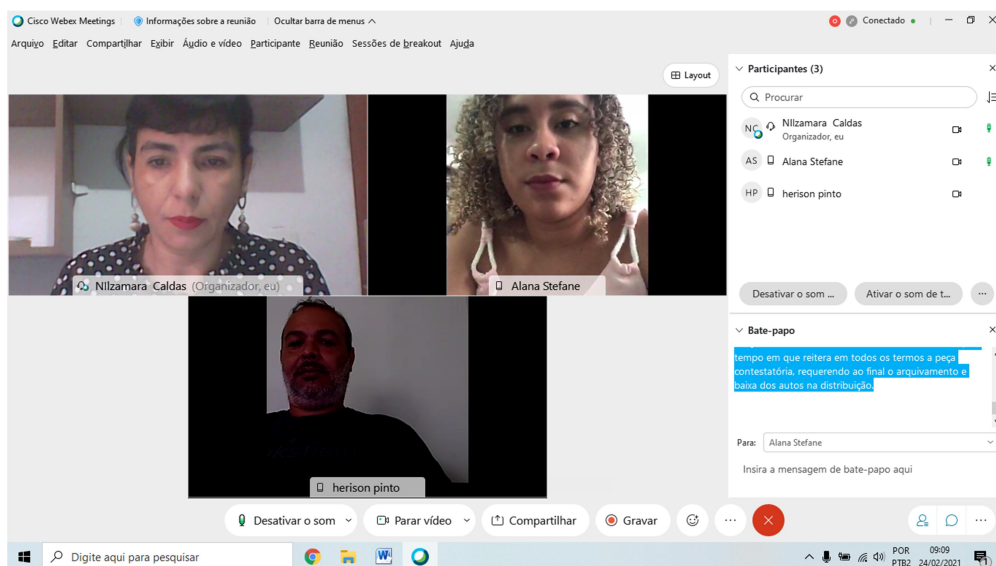 Cisco Webex Meetings
Informações sobre a reunião
Ocultar barra de menus
Conectado
Arquivo Editar Compartilhar Exibir Áudio e vídeo Participante Reunião Sessões de breakout Ajuda
Layout
NIlzamara Caldas (Organizador, eu)
Alana Stefane
herison pinto
Participantes (3)
Procurar
NC NIlzamara Caldas
Organizador, eu
AS Alana Stefane
HP herison pinto
Desativar o som ...
Ativar o som de t...
Bate-papo
tempo em que reitera em todos os termos a peça
contestatória, requerendo ao final o arquivamento e
baixa dos autos na distribuição.
Para: Alana Stefane
Insira a mensagem de bate-papo aqui
Desativar o som
Parar vídeo
Compartilhar
Gravar
Digite aqui para pesquisar
POR 09:09
PTB2 24/02/2021